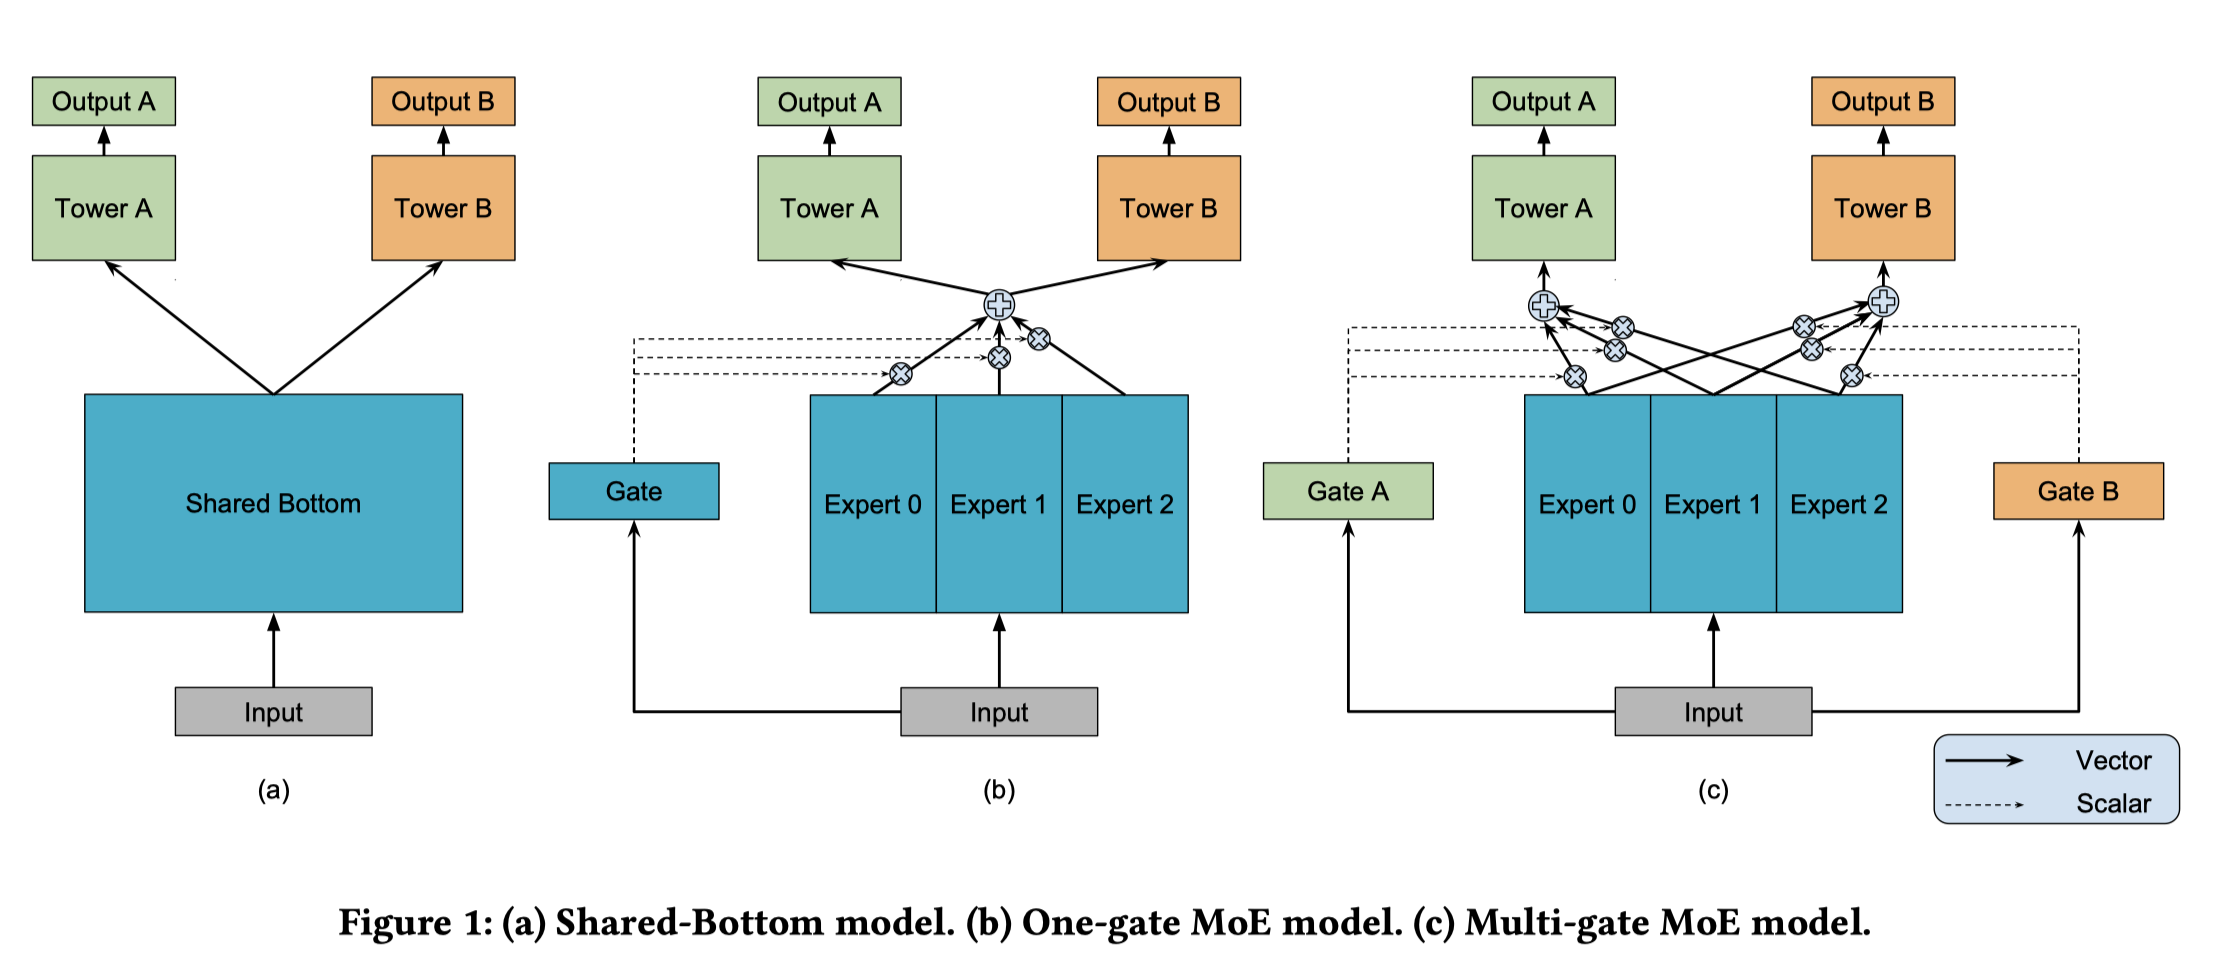 Output A
Output B
Tower A
Tower B
Shared Bottom
Input
(a)
Output A
Output B
Tower A
Tower B
Gate
Expert 0
Expert 1
Expert 2
Input
(b)
Output A
Output B
Tower A
Tower B
Gate A
Expert 0
Expert 1
Expert 2
Gate B
Input
(c)
Vector
Scalar
Figure 1: (a) Shared-Bottom model. (b) One-gate MoE model. (c) Multi-gate MoE model.